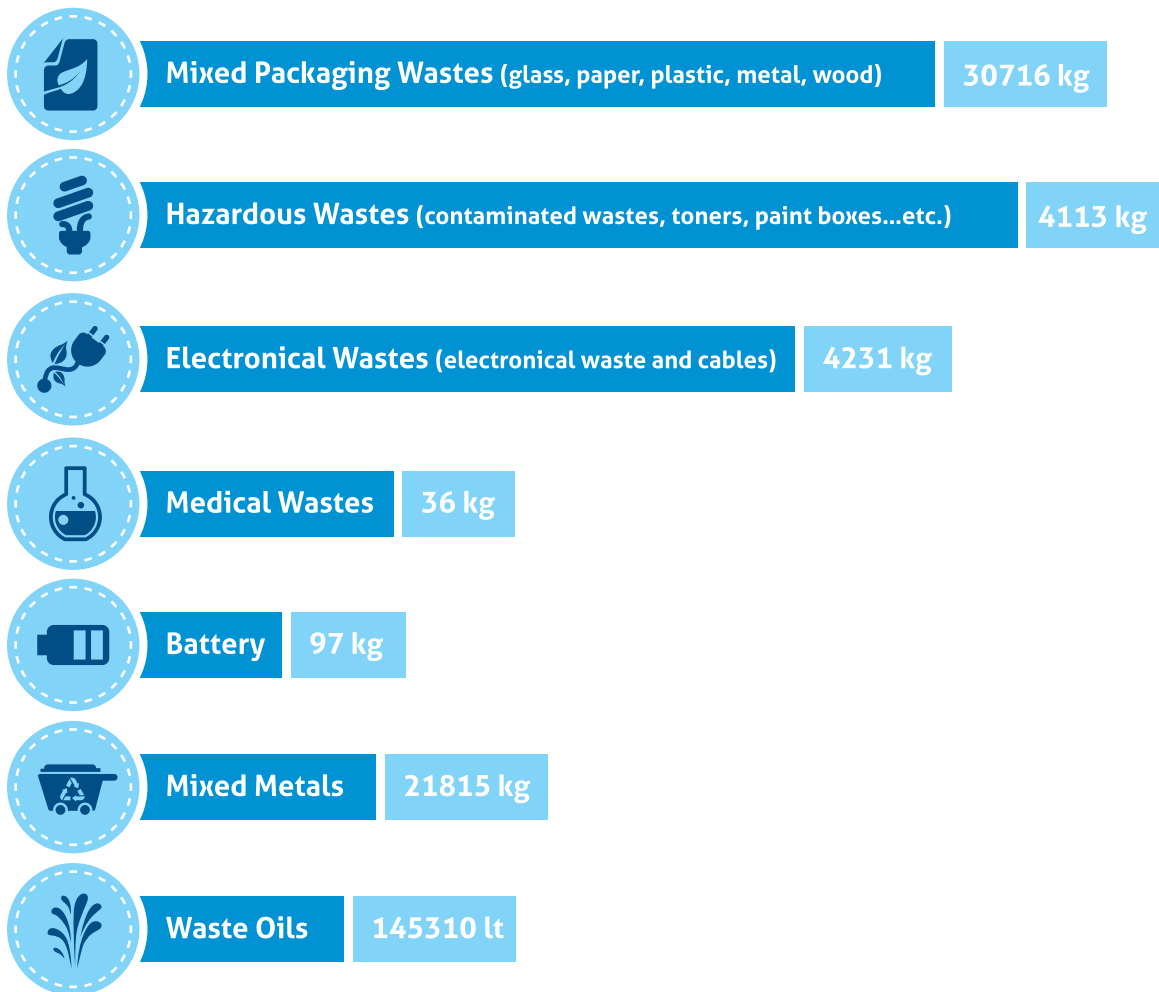 Mixed Packaging Wastes (glass, paper, plastic, metal, wood) 30716 kg
Hazardous Wastes (contaminated wastes, toners, paint boxes...etc.) 4113 kg
Electronical Wastes (electronical waste and cables) 4231 kg
Medical Wastes 36 kg
Battery 97 kg
Mixed Metals 21815 kg
Waste Oils 145310 lt